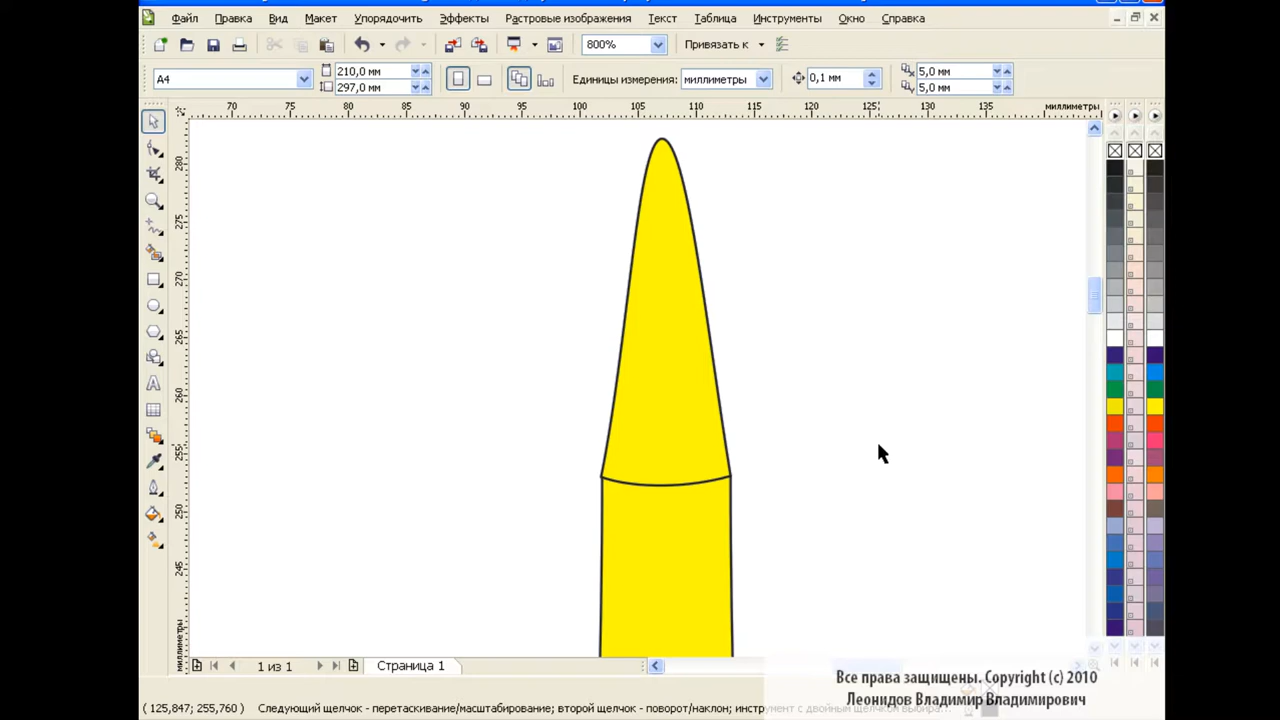 Файл Правка Вид Макет Упорядочить Эффекты Растровые изображения Текст Таблица Инструменты Окно Справка
800% Привязать к
A4 210,0 мм 297,0 мм Единицы измерения: миллиметры 0,1 мм 5,0 мм 5,0 мм
70 75 80 85 90 95 100 105 110 115 120 125 130 135 миллиметры
280
275
270
265
260
255
250
245
миллиметры
1 из 1 Страница 1
Все права защищены. Copyright (c) 2010
Леонидов Владимир Владимирович
( 125,847; 255,760 ) Следующий щелчок - перетаскивание/масштабирование; второй щелчок - поворот/наклон; инструмент с двойным щелчком